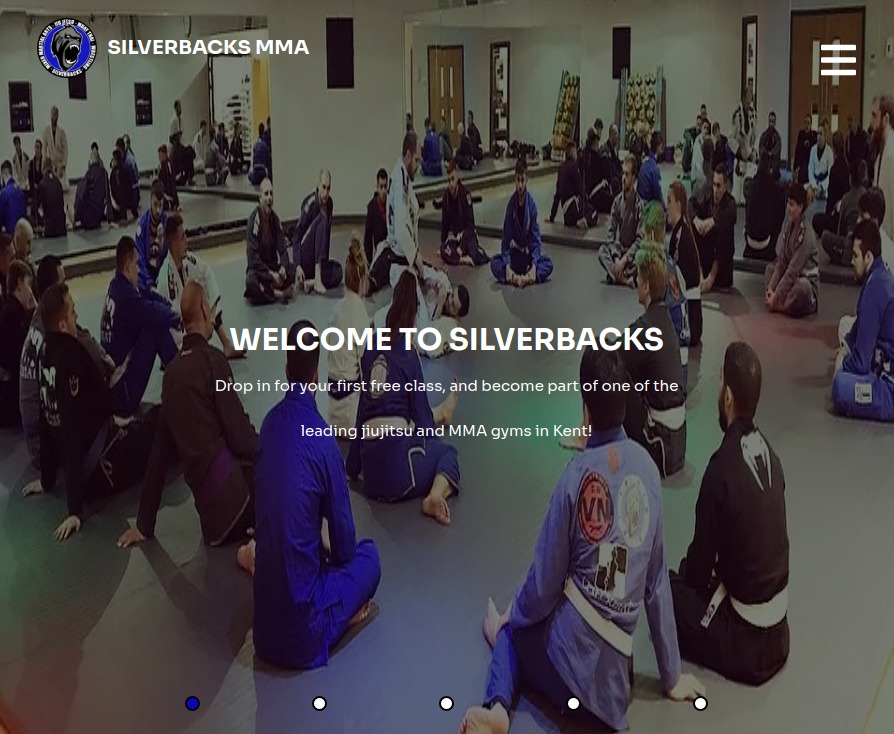 SILVERBACKS MMA
WELCOME TO SILVERBACKS
Drop in for your first free class, and become part of one of the
leading jiujitsu and MMA gyms in Kent!
VN